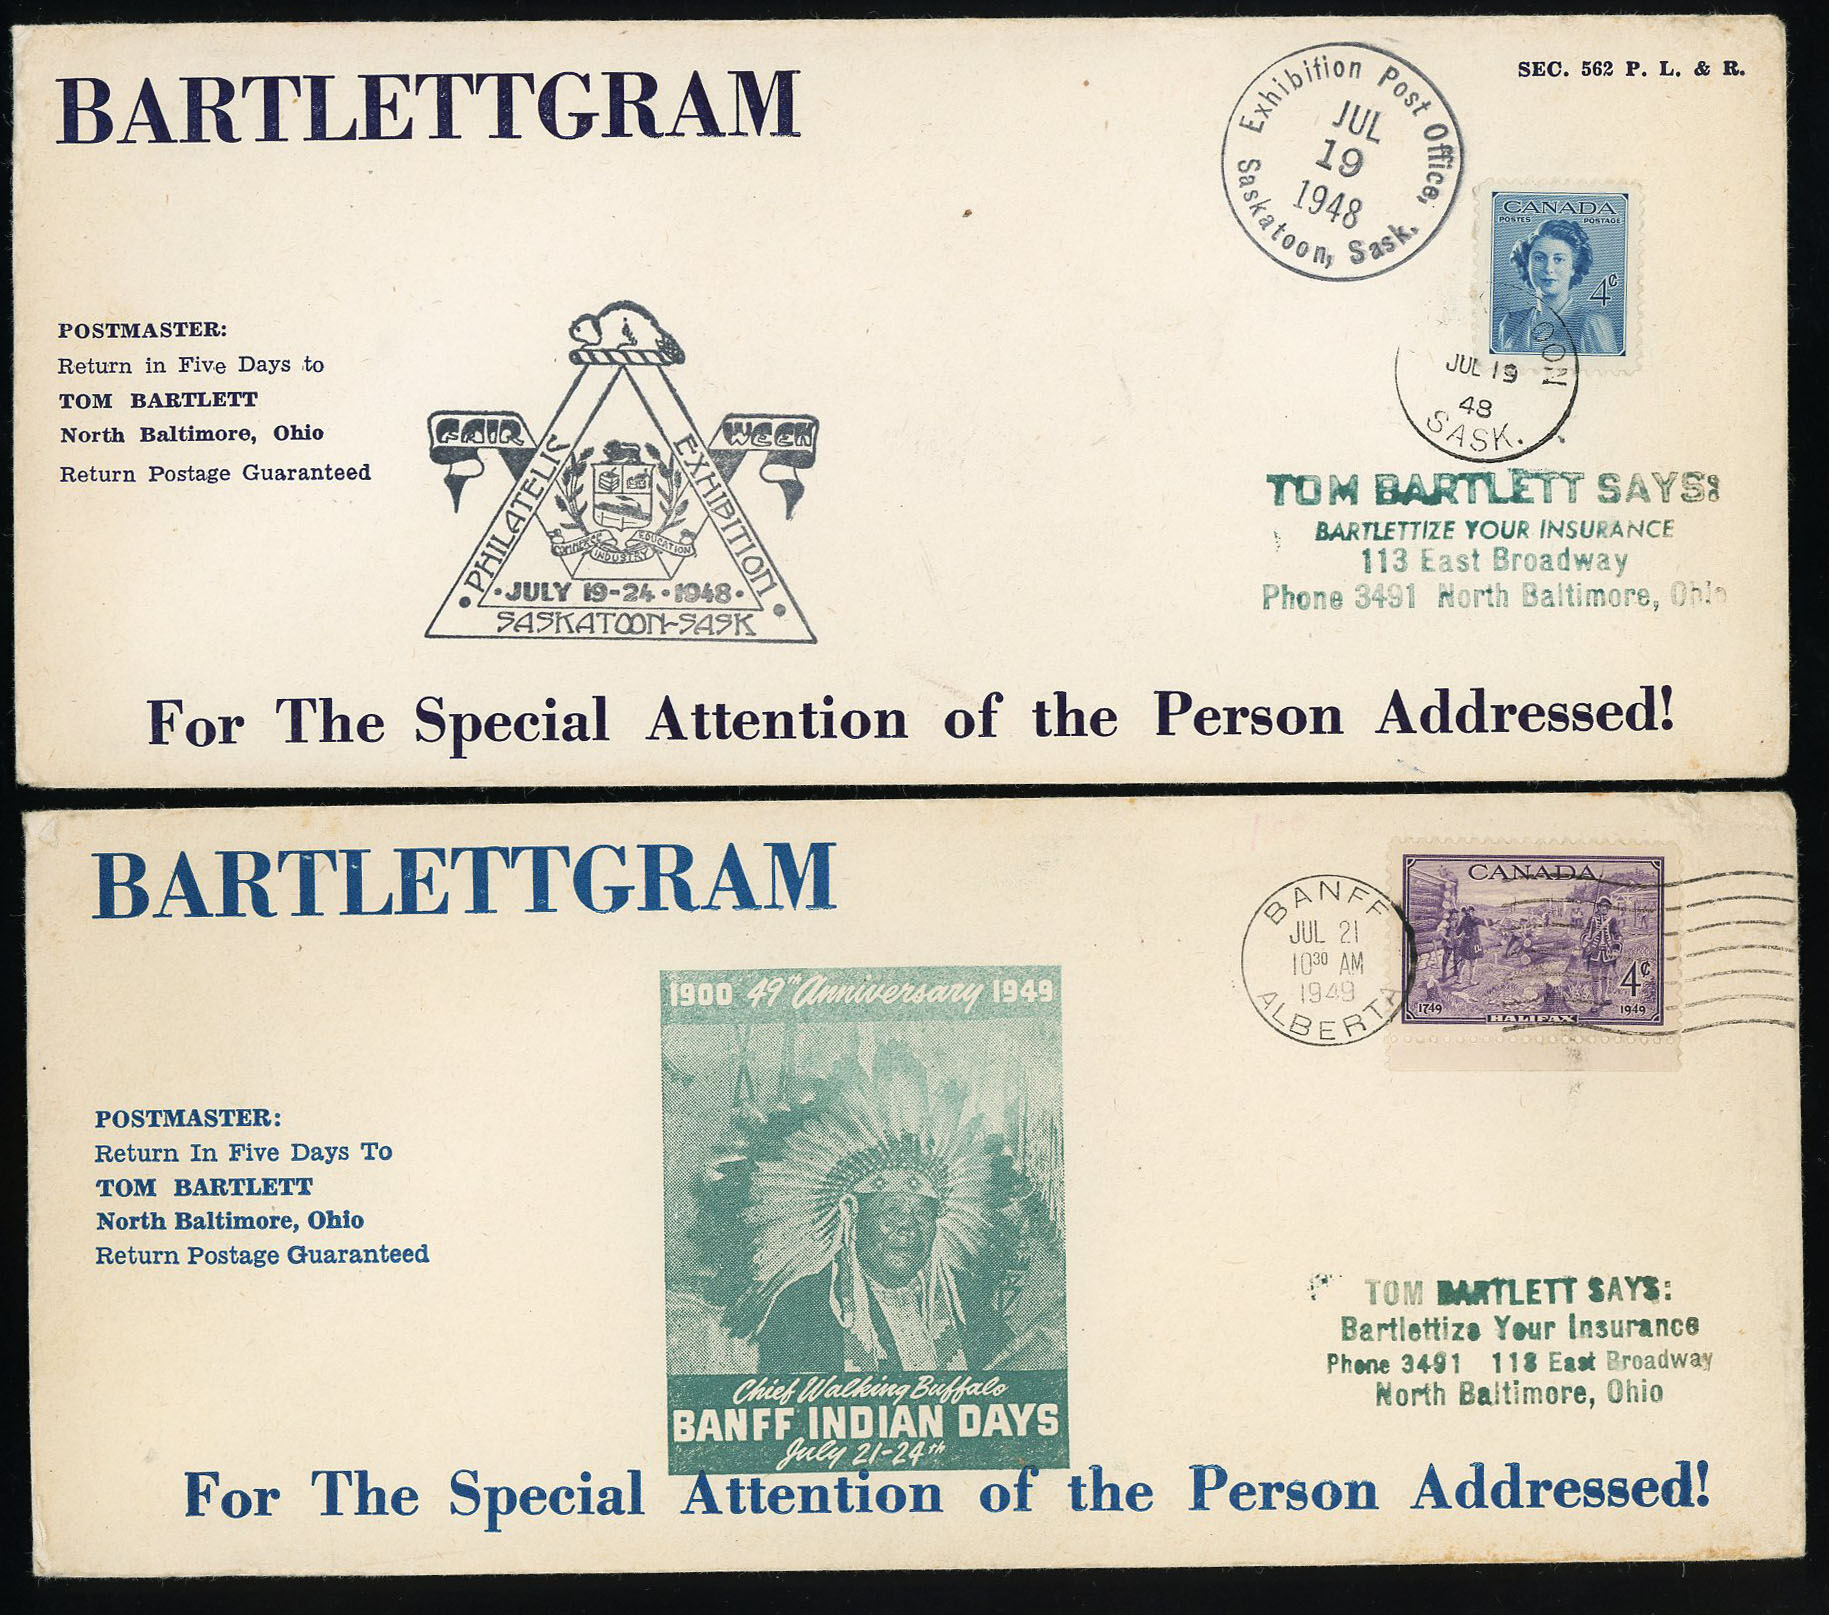 BARTLETTGRAM
SEC. 562 P. L. & R.
Exhibition Post Office,
JUL
19
1948
Saskatoon, Sask.
CANADA
POSTES POSTAGE
4¢
OON
JUL 19
48
SASK.
POSTMASTER:
Return in Five Days to
TOM BARTLETT
North Baltimore, Ohio
Return Postage Guaranteed
FAIR WEEK
PHILATELIC EXHIBITION
COMMERCE INDUSTRY EDUCATION
·JULY 19-24·1948·
SASKATOON-SASK
TOM BARTLETT SAYS:
BARTLETTIZE YOUR INSURANCE
113 East Broadway
Phone 3491 North Baltimore, Ohio
For The Special Attention of the Person Addressed!
BARTLETTGRAM
BANFF
JUL 21
10 30 AM
1949
ALBERTA
CANADA
4¢
1749 HALIFAX 1949
1900 49th Anniversary 1949
POSTMASTER:
Return In Five Days To
TOM BARTLETT
North Baltimore, Ohio
Return Postage Guaranteed
Chief Walking Buffalo
BANFF INDIAN DAYS
July 21-24th
TOM BARTLETT SAYS:
Bartlettize Your Insurance
Phone 3491 113 East Broadway
North Baltimore, Ohio
For The Special Attention of the Person Addressed!